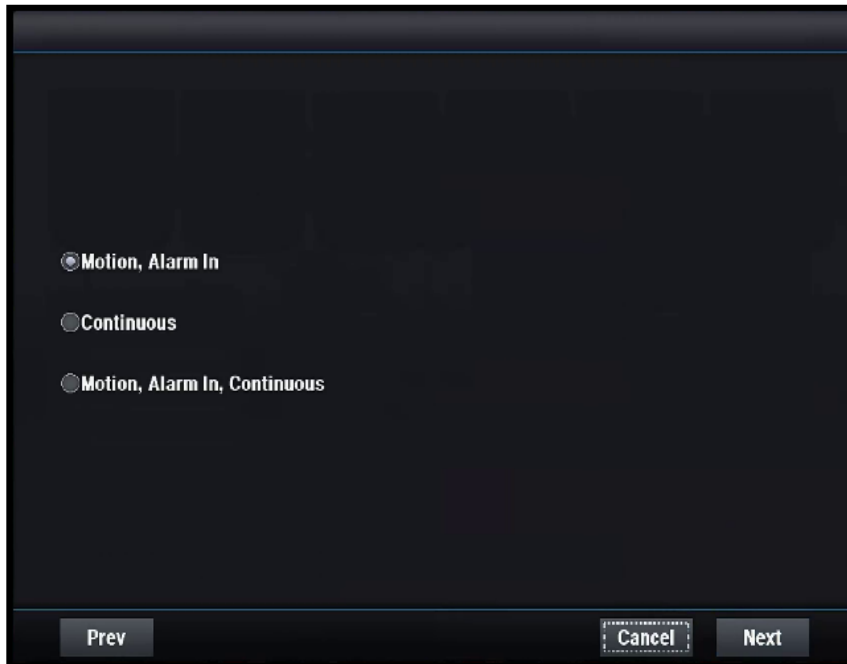 Motion, Alarm In
Continuous
Motion, Alarm In, Continuous
Prev Cancel Next